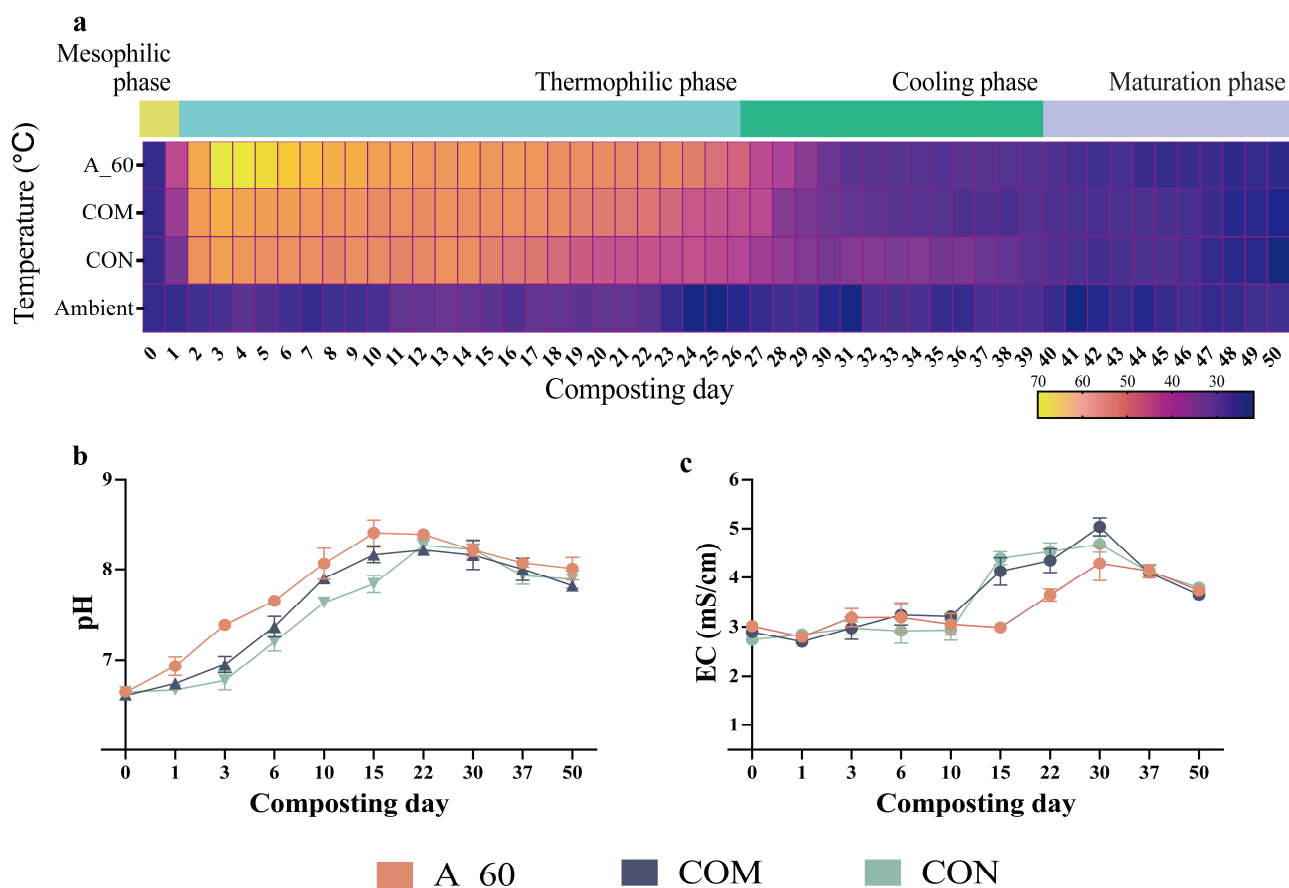 a
Mesophilic
phase
Thermophilic phase
Cooling phase
Maturation phase
Temperature (℃)
A_60
COM
CON
Ambient
0 1 2 3 4 5 6 7 8 9 10 11 12 13 14 15 16 17 18 19 20 21 22 23 24 25 26 27 28 29 30 31 32 33 34 35 36 37 38 39 40 41 42 43 44 45 46 47 48 49 50
Composting day
70 60 50 40 30
b
pH
9
8
7
0 1 3 6 10 15 22 30 37 50
Composting day
c
EC (mS/cm)
6
5
4
3
2
1
0 1 3 6 10 15 22 30 37 50
Composting day
A 60 COM CON